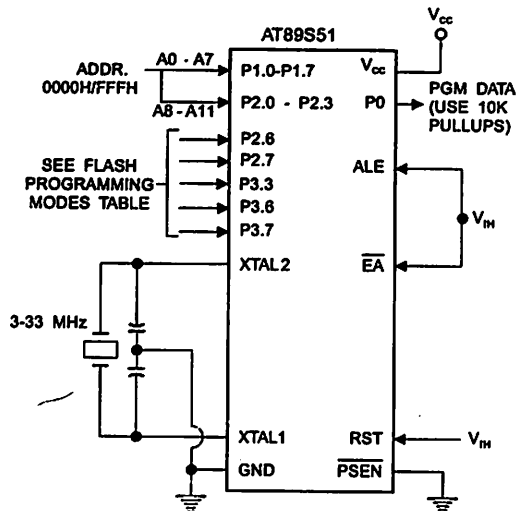 AT89S51
VCC
ADDR.
0000H/FFFH
A0 - A7
A8 - A11
P1.0-P1.7
P2.0 - P2.3
VCC
P0
PGM DATA
(USE 10K
PULLUPS)
SEE FLASH
PROGRAMMING
MODES TABLE
P2.6
P2.7
P3.3
P3.6
P3.7
ALE
VIH
EA
XTAL2
3-33 MHz
XTAL1
RST
VIH
GND
PSEN